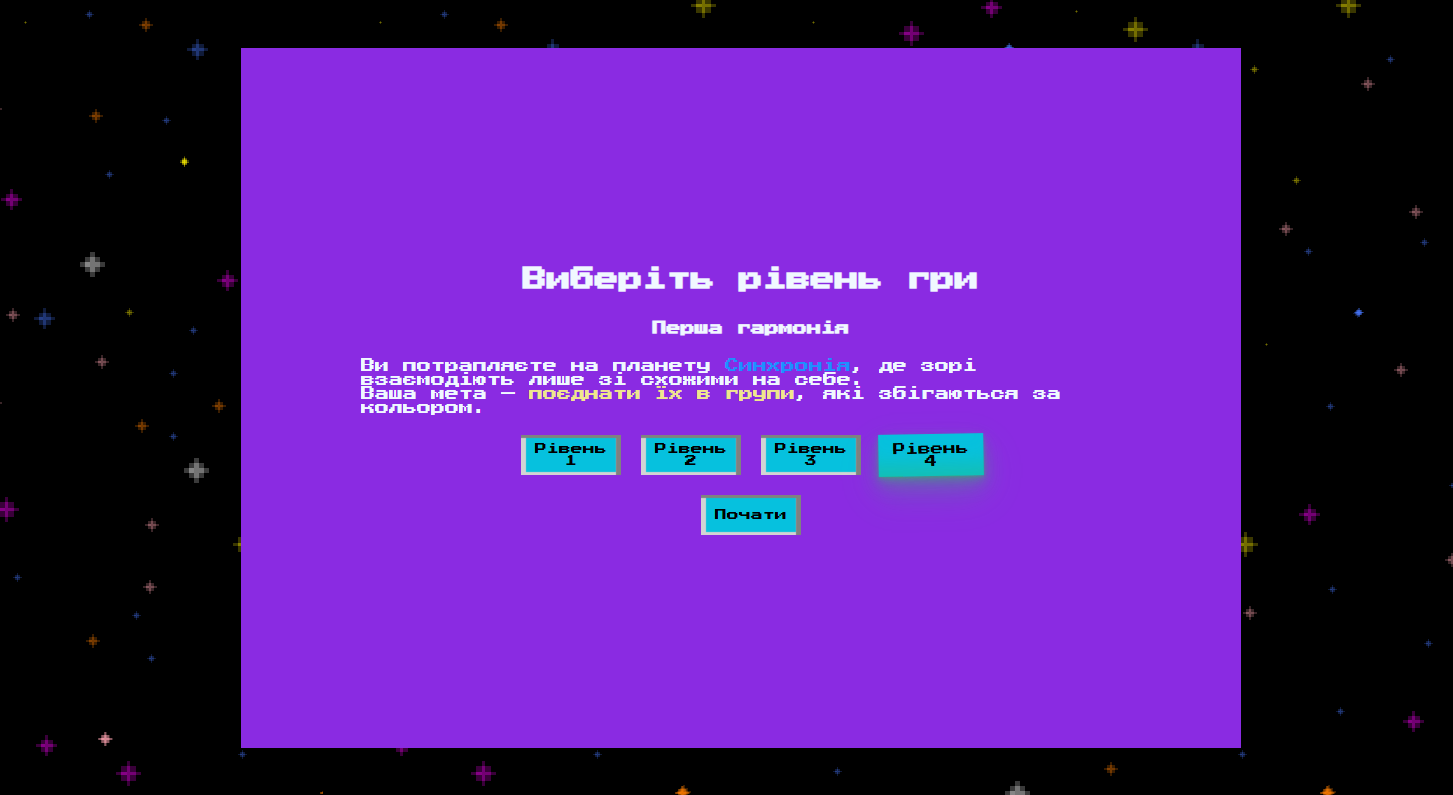 Виберіть рівень гри
Перша гармонія
Ви потрапляєте на планету Синхронія, де зорі
взаємодіють лише зі схожими на себе.
Ваша мета — поєднати їх в групи, які збігаються за
кольором.
Рівень 1
Рівень 2
Рівень 3
Рівень 4
Почати